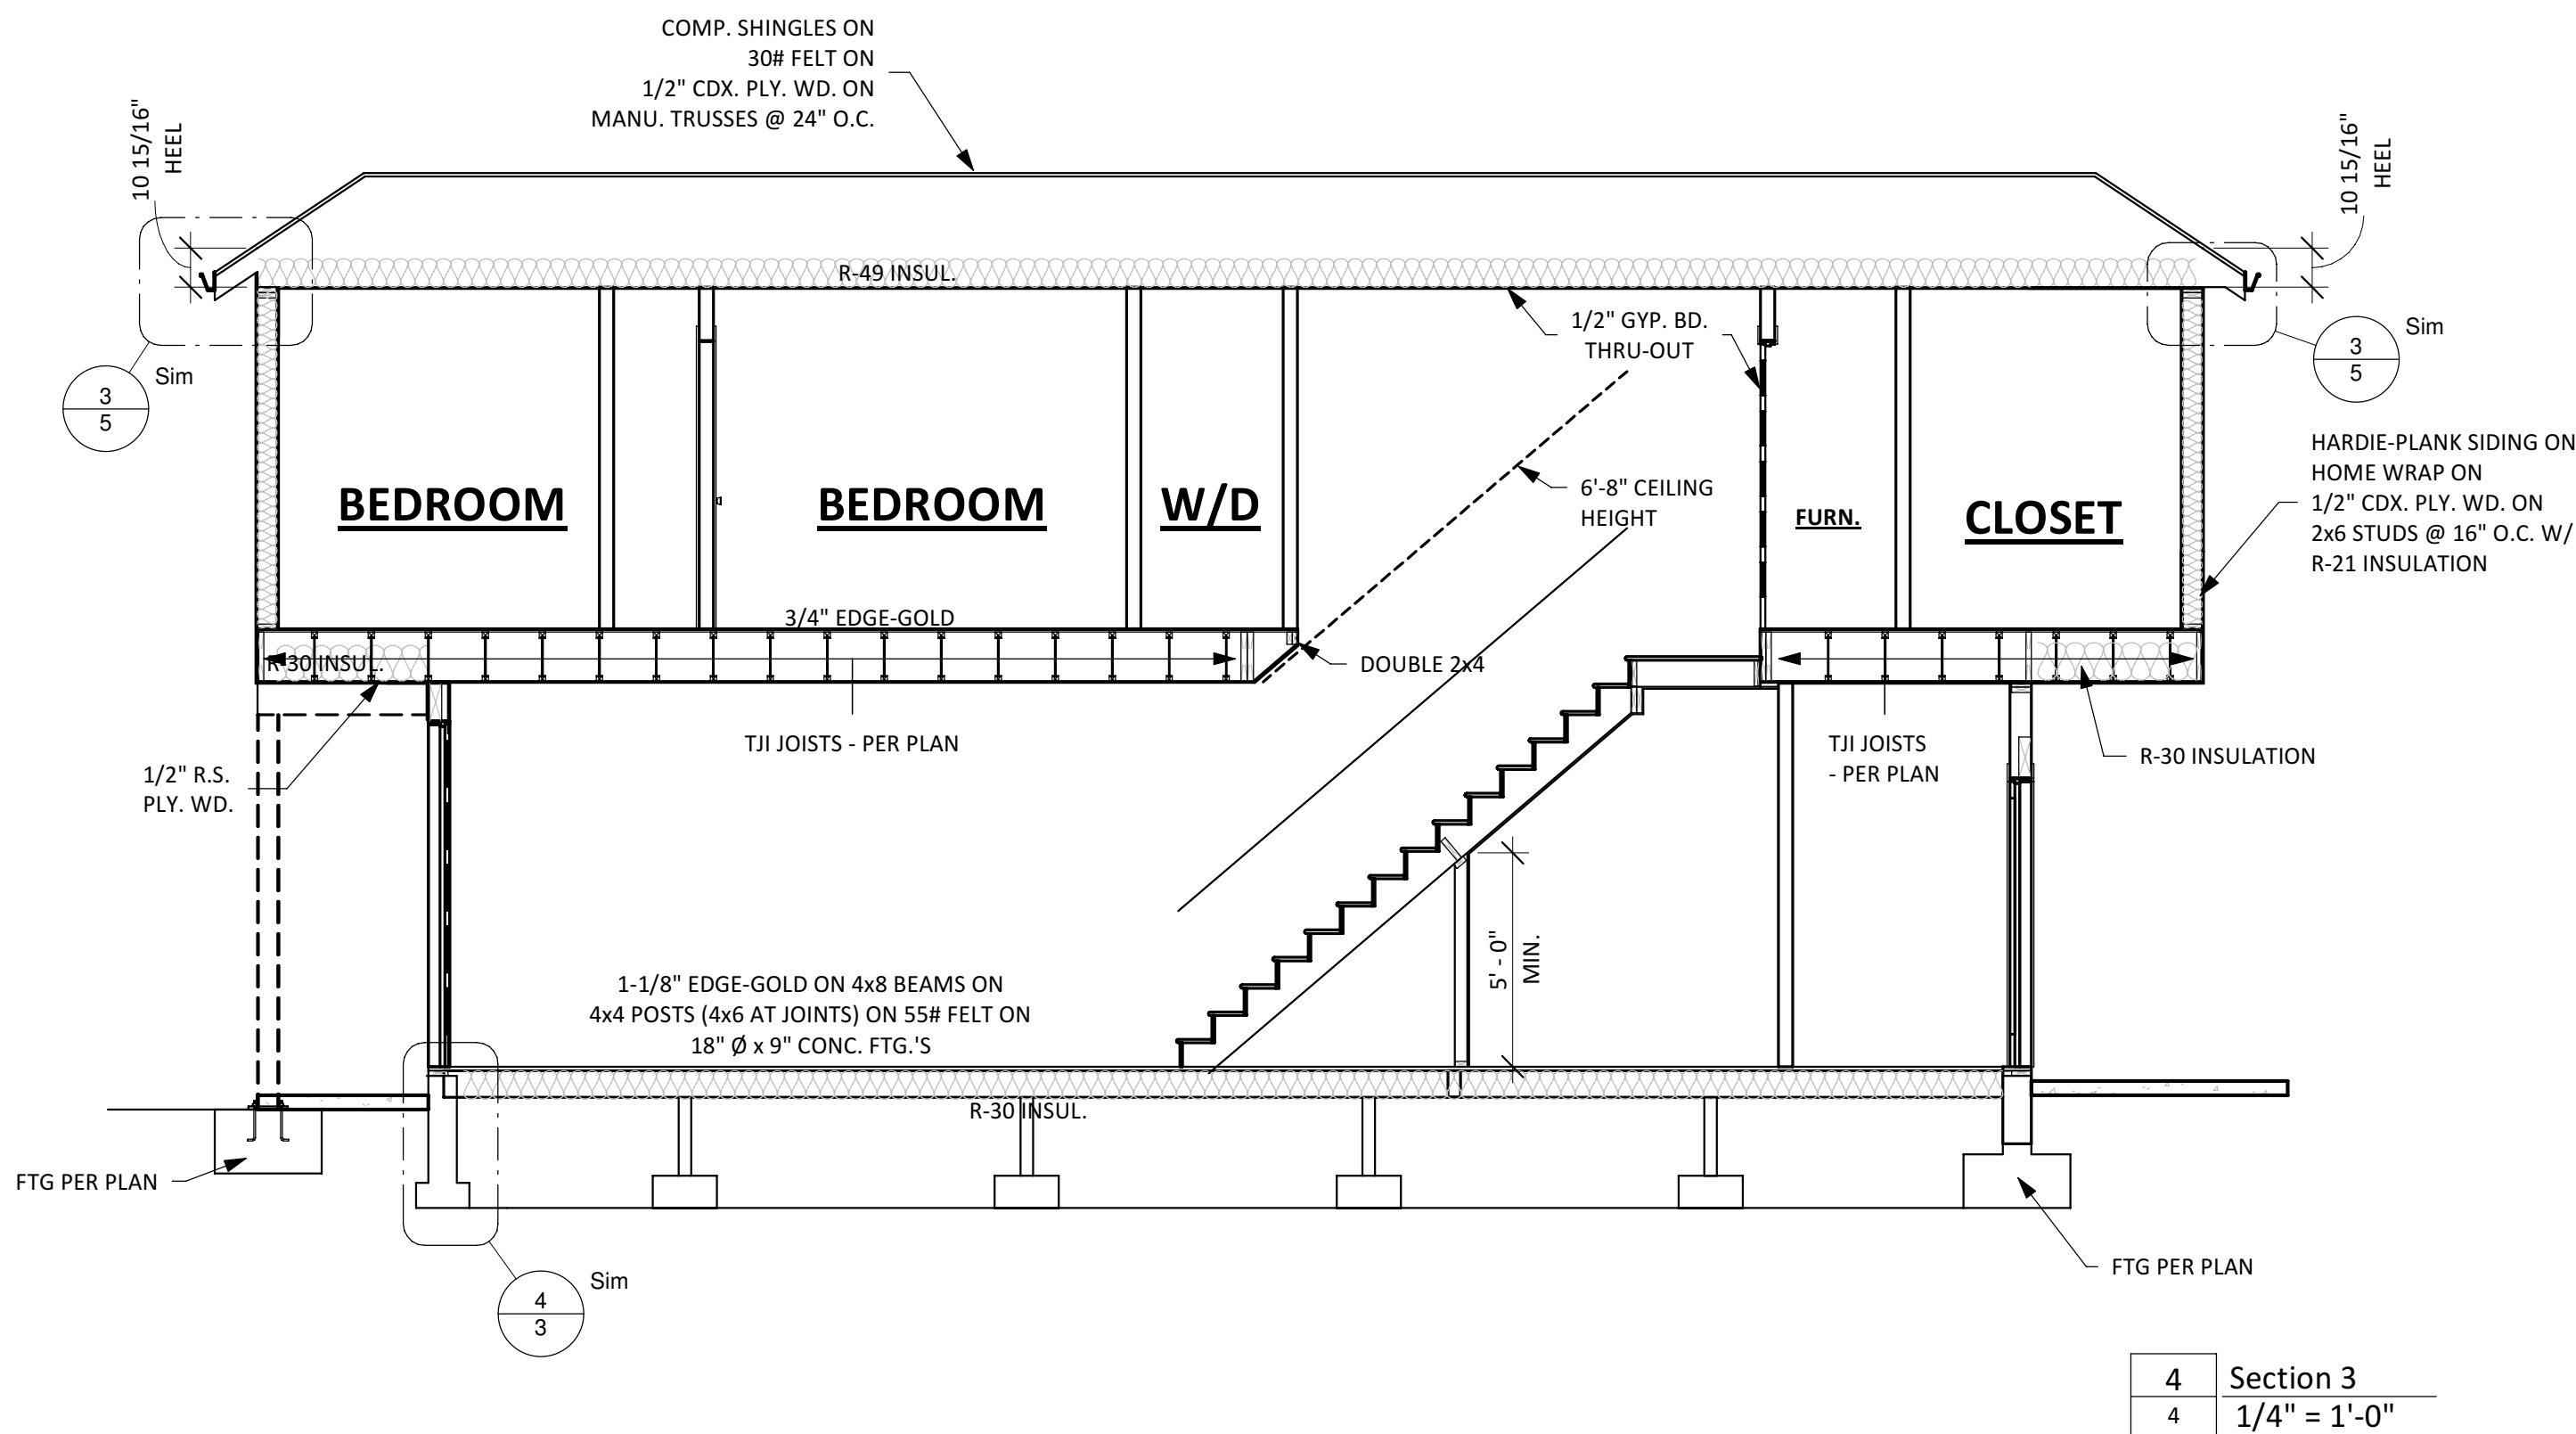 COMP. SHINGLES ON
30# FELT ON
1/2" CDX. PLY. WD. ON
MANU. TRUSSES @ 24" O.C.
10 15/16"
HEEL
10 15/16"
HEEL
R-49 INSUL.
1/2" GYP. BD.
THRU-OUT
Sim
3
5
Sim
3
5
HARDIE-PLANK SIDING ON
HOME WRAP ON
1/2" CDX. PLY. WD. ON
2x6 STUDS @ 16" O.C. W/
R-21 INSULATION
BEDROOM
BEDROOM
W/D
6'-8" CEILING
HEIGHT
FURN.
CLOSET
3/4" EDGE-GOLD
R-30 INSUL.
DOUBLE 2x4
TJI JOISTS - PER PLAN
TJI JOISTS
- PER PLAN
R-30 INSULATION
1/2" R.S.
PLY. WD.
5' - 0"
MIN.
1-1/8" EDGE-GOLD ON 4x8 BEAMS ON
4x4 POSTS (4x6 AT JOINTS) ON 55# FELT ON
18" Ø x 9" CONC. FTG.'S
R-30 INSUL.
FTG PER PLAN
FTG PER PLAN
Sim
4
3
4
Section 3
4
1/4" = 1'-0"